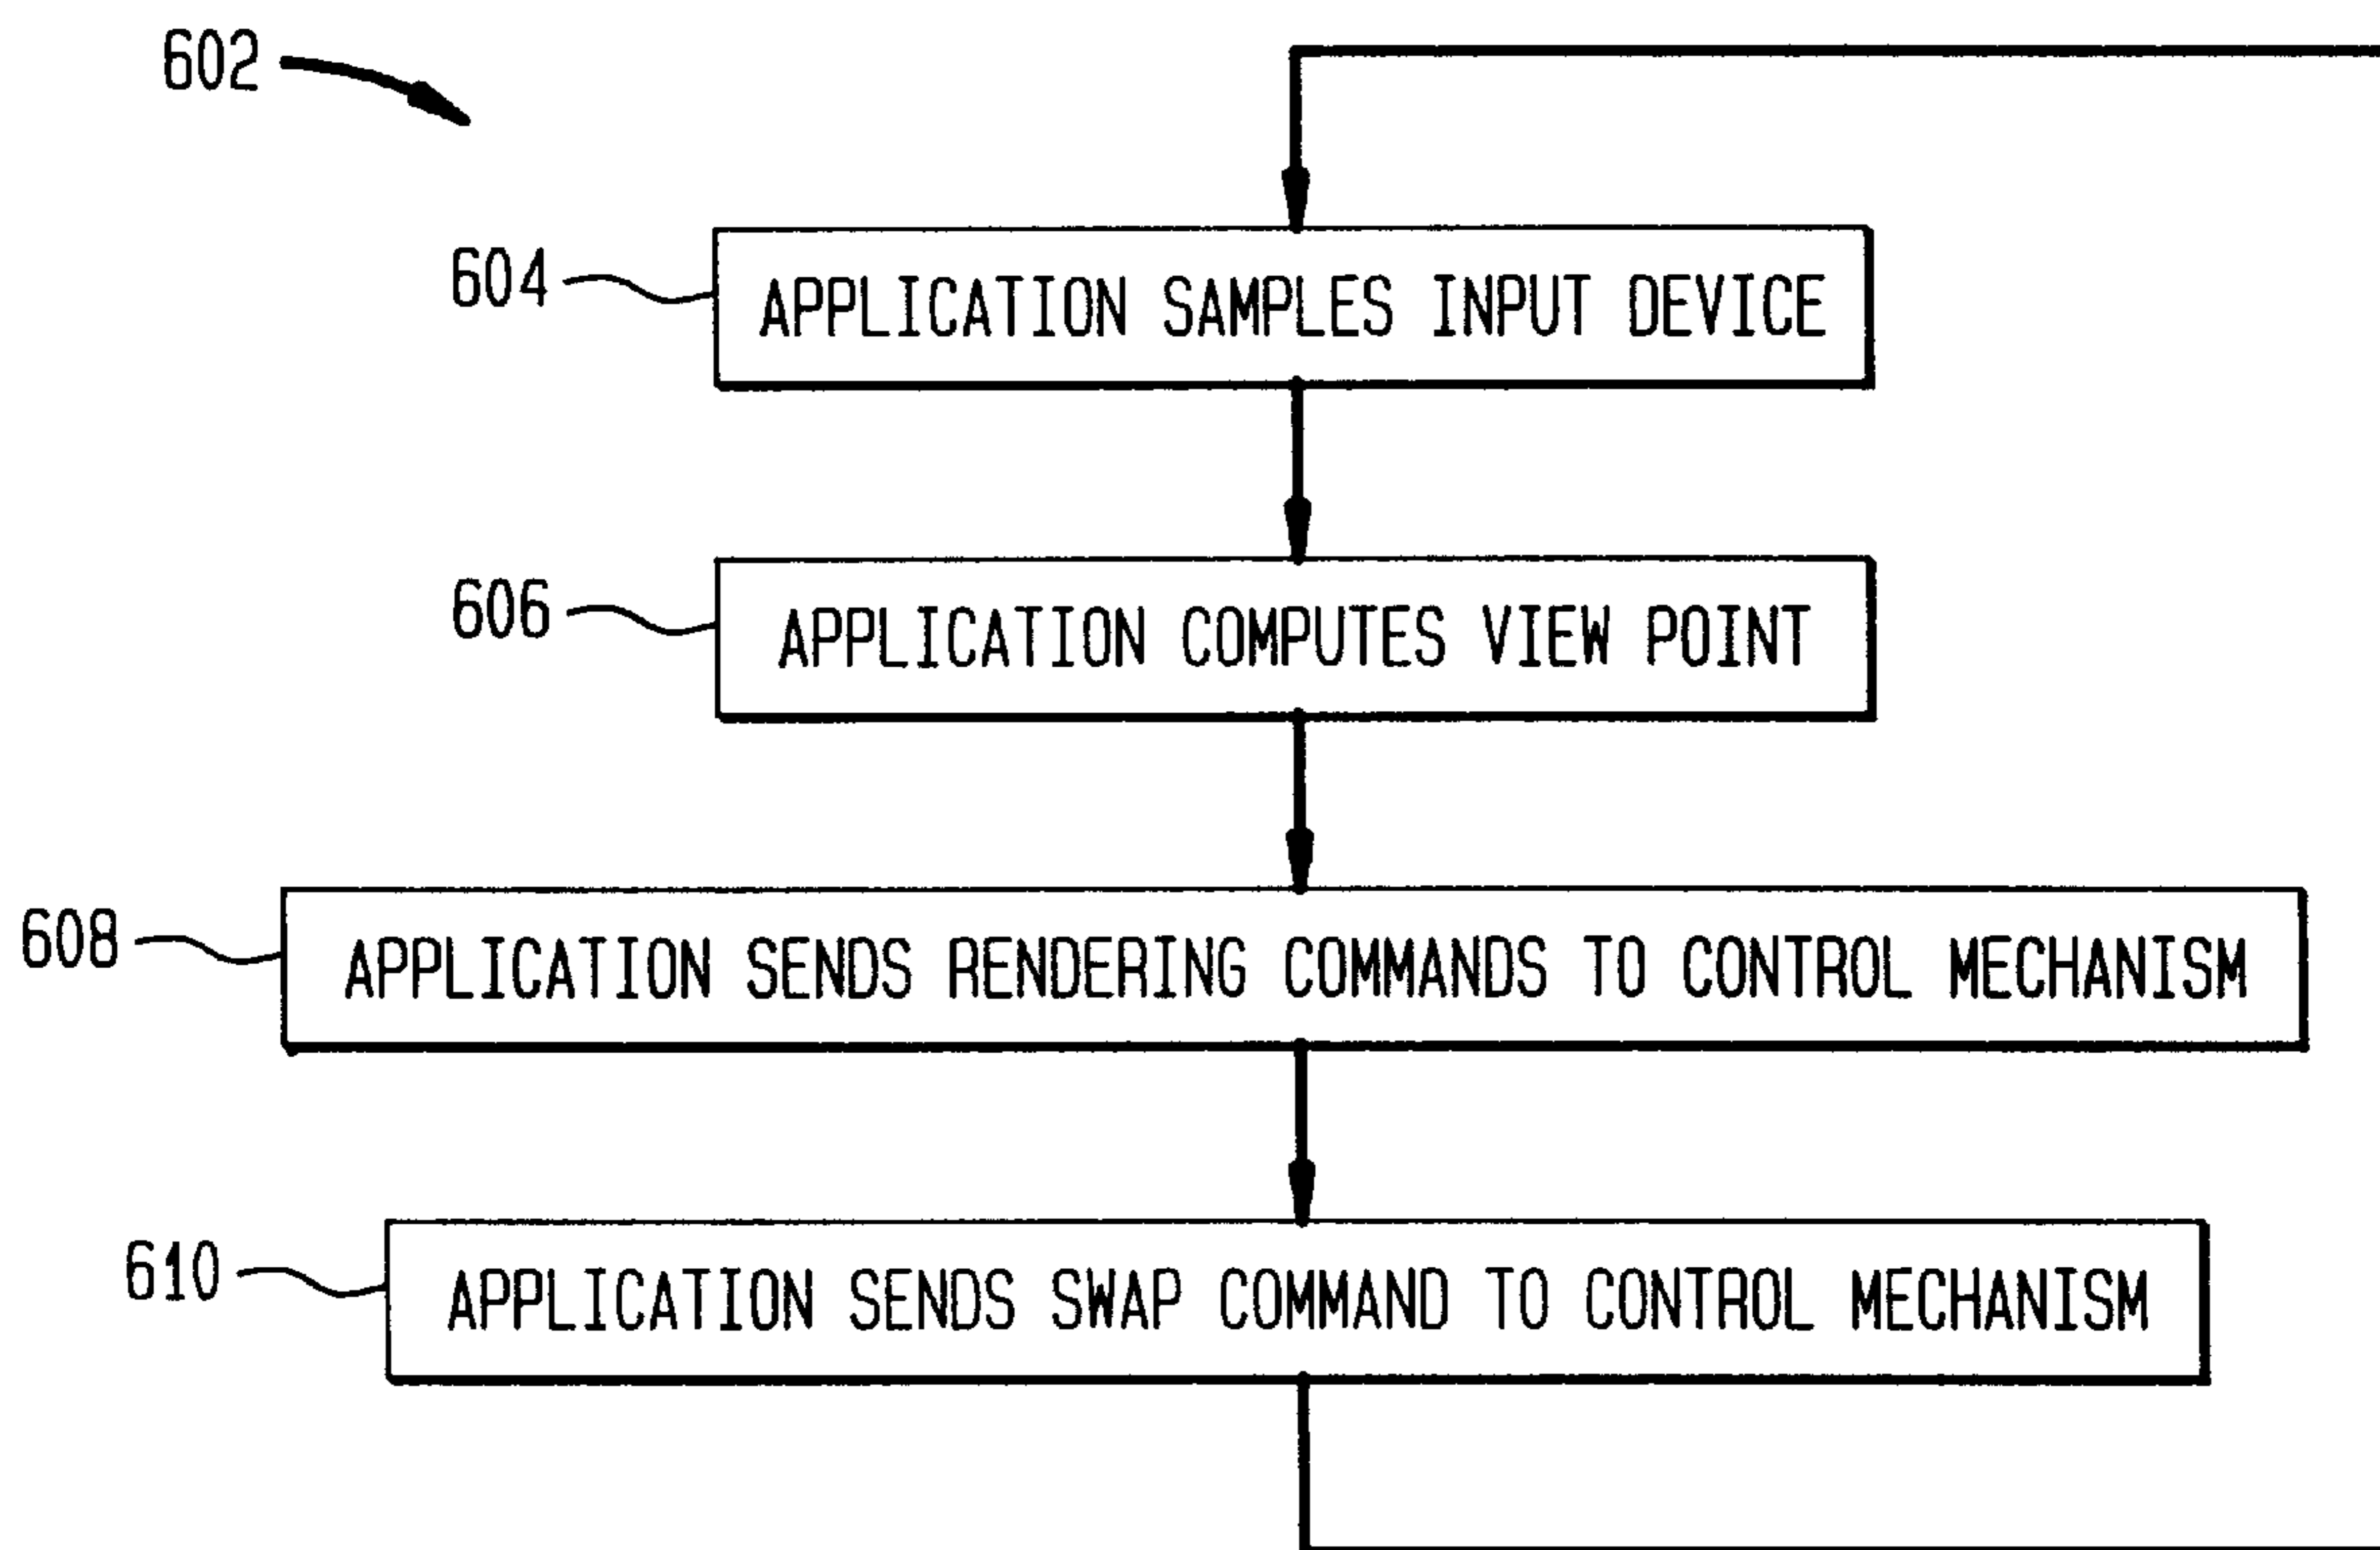 602
604
APPLICATION SAMPLES INPUT DEVICE
606
APPLICATION COMPUTES VIEW POINT
608
APPLICATION SENDS RENDERING COMMANDS TO CONTROL MECHANISM
610
APPLICATION SENDS SWAP COMMAND TO CONTROL MECHANISM